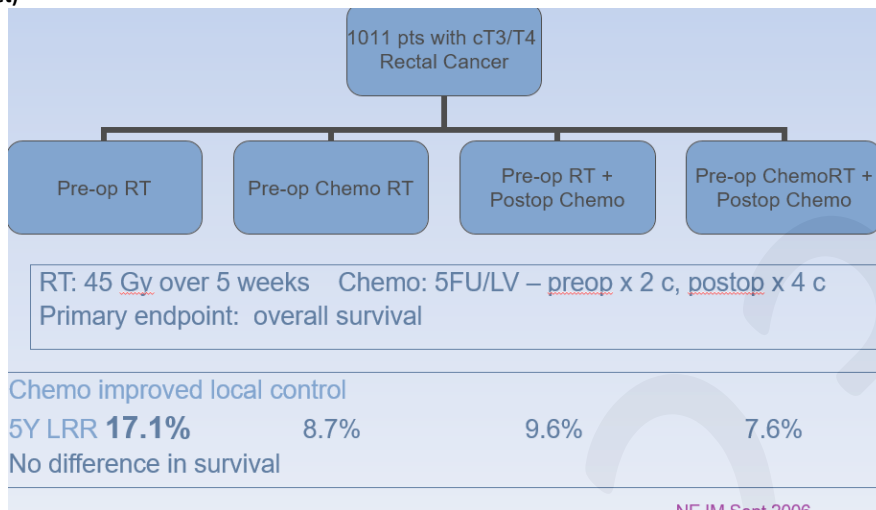 1011 pts with cT3/T4
Rectal Cancer
Pre-op RT
Pre-op Chemo RT
Pre-op RT +
Postop Chemo
Pre-op ChemoRT +
Postop Chemo
RT: 45 Gy over 5 weeks Chemo: 5FU/LV – preop x 2 c, postop x 4 c
Primary endpoint: overall survival
Chemo improved local control
5Y LRR 17.1% 8.7% 9.6% 7.6%
No difference in survival
NEJM Sept 2006